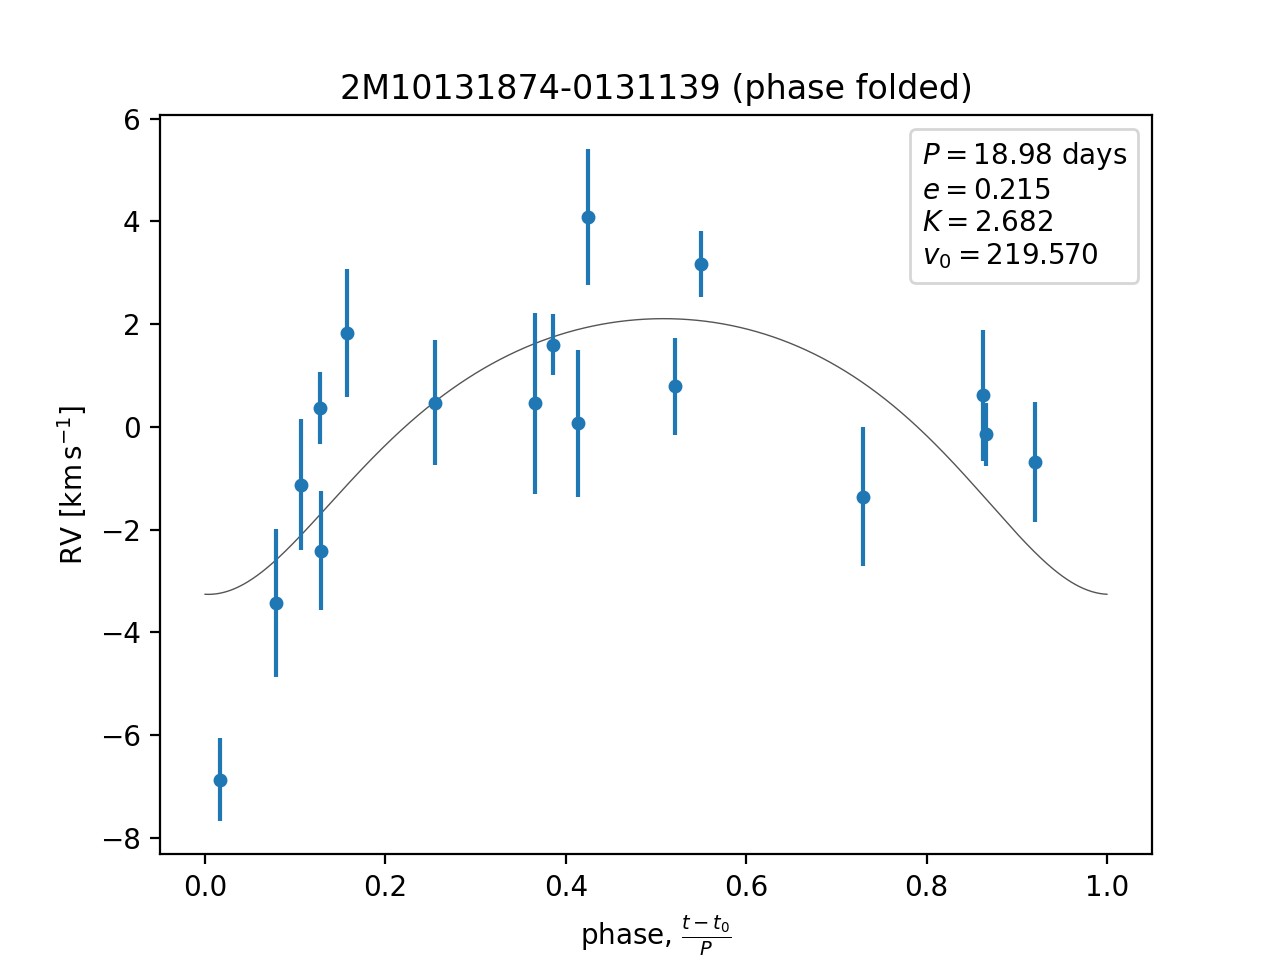 2M10131874-0131139 (phase folded)
P = 18.98 days
e = 0.215
K = 2.682
v₀ = 219.570
6
4
2
0
−2
−4
−6
−8
RV [km s⁻¹]
0.0 0.2 0.4 0.6 0.8 1.0
phase, (t − t₀)/P